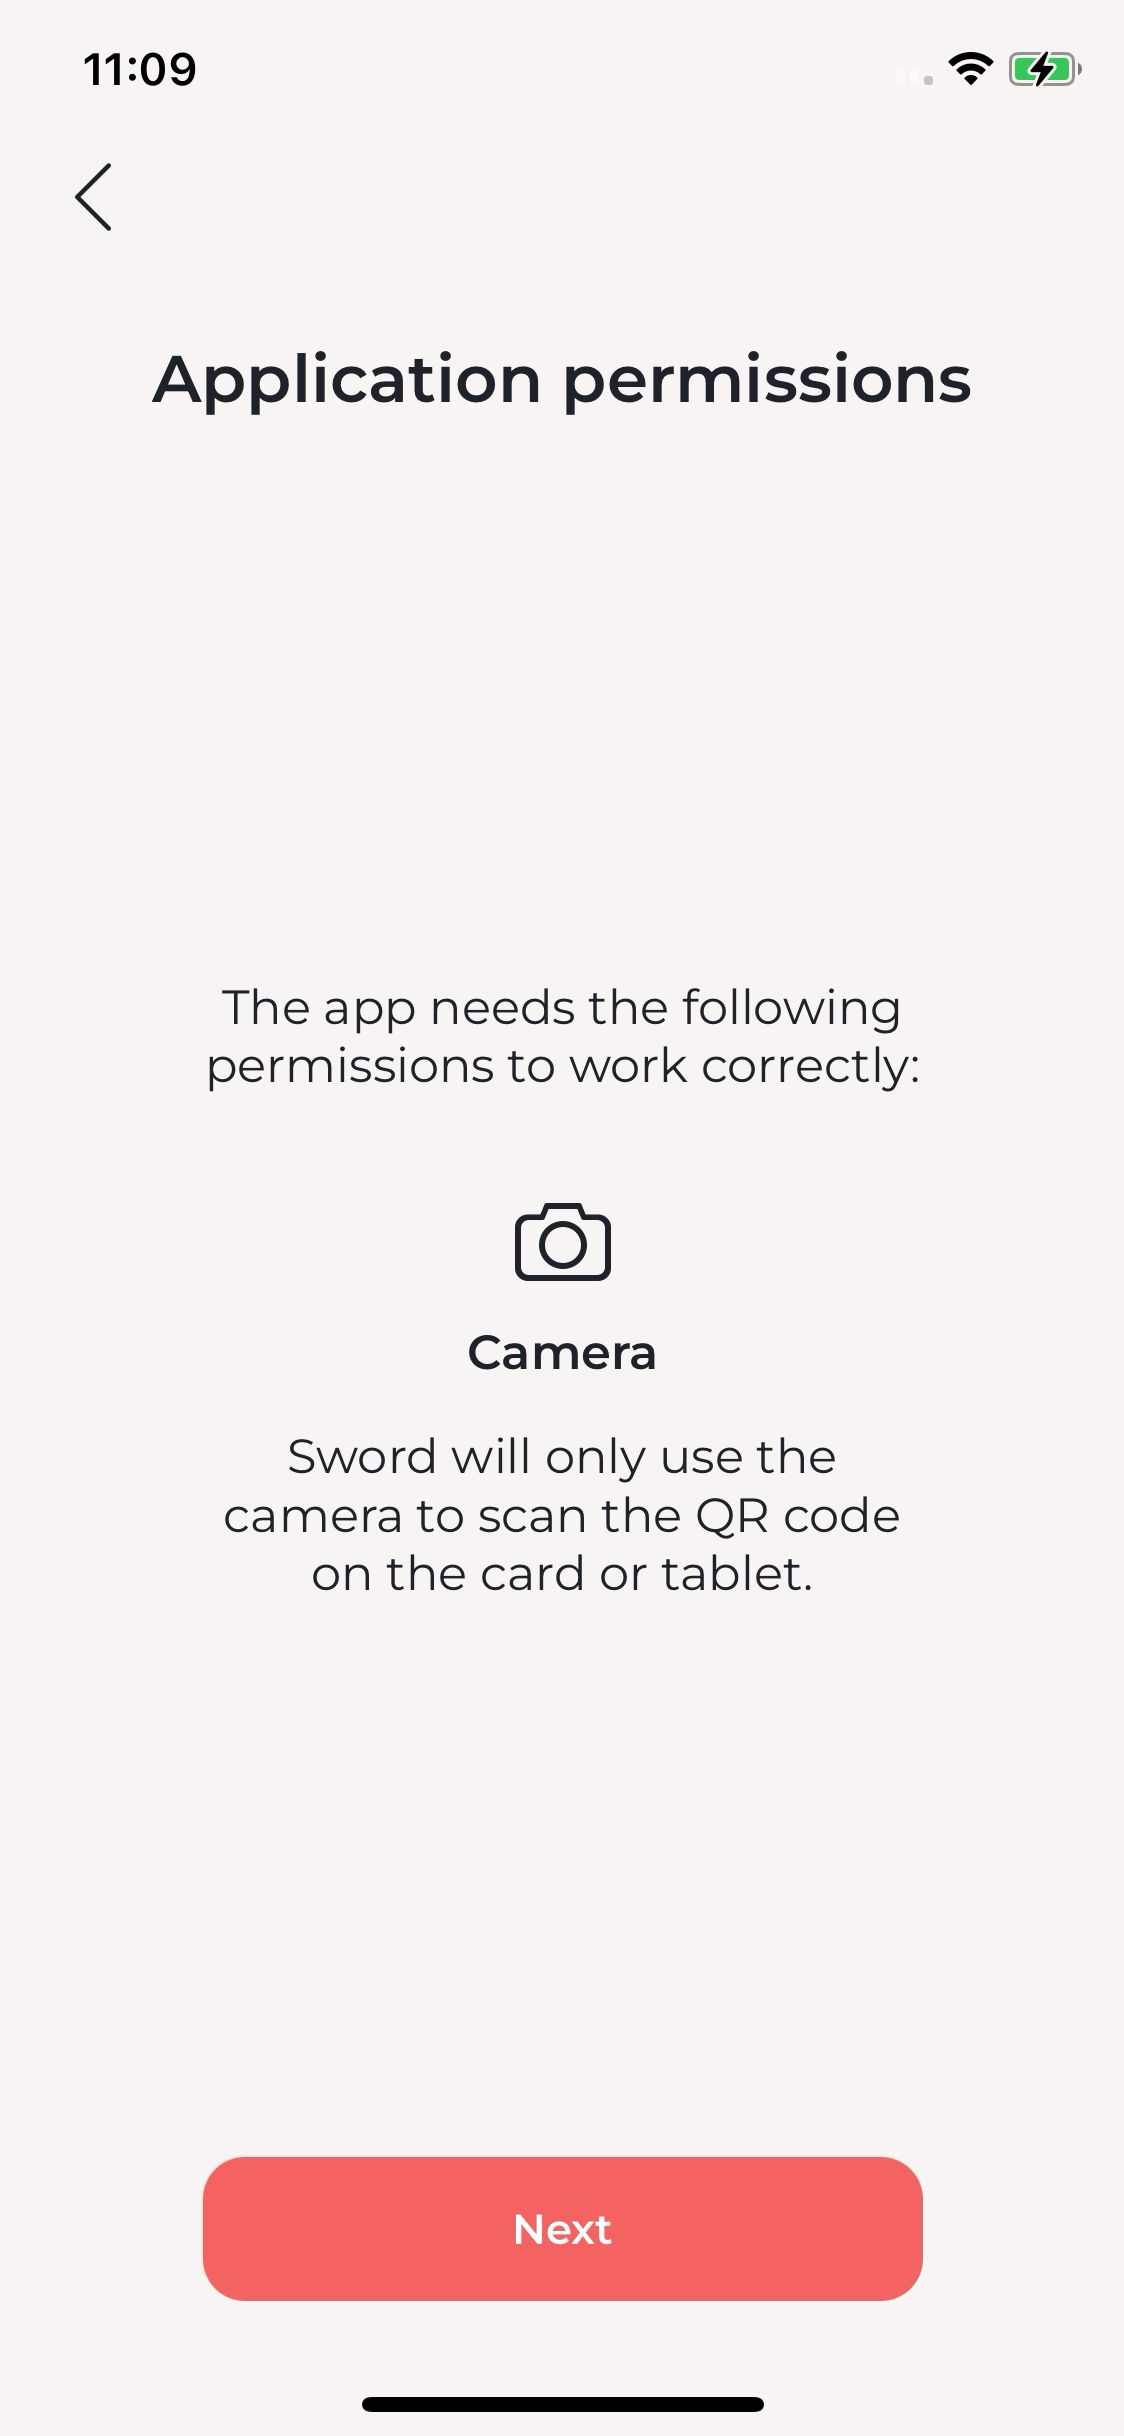 11:09
Application permissions
The app needs the following
permissions to work correctly:
Camera
Sword will only use the
camera to scan the QR code
on the card or tablet.
Next